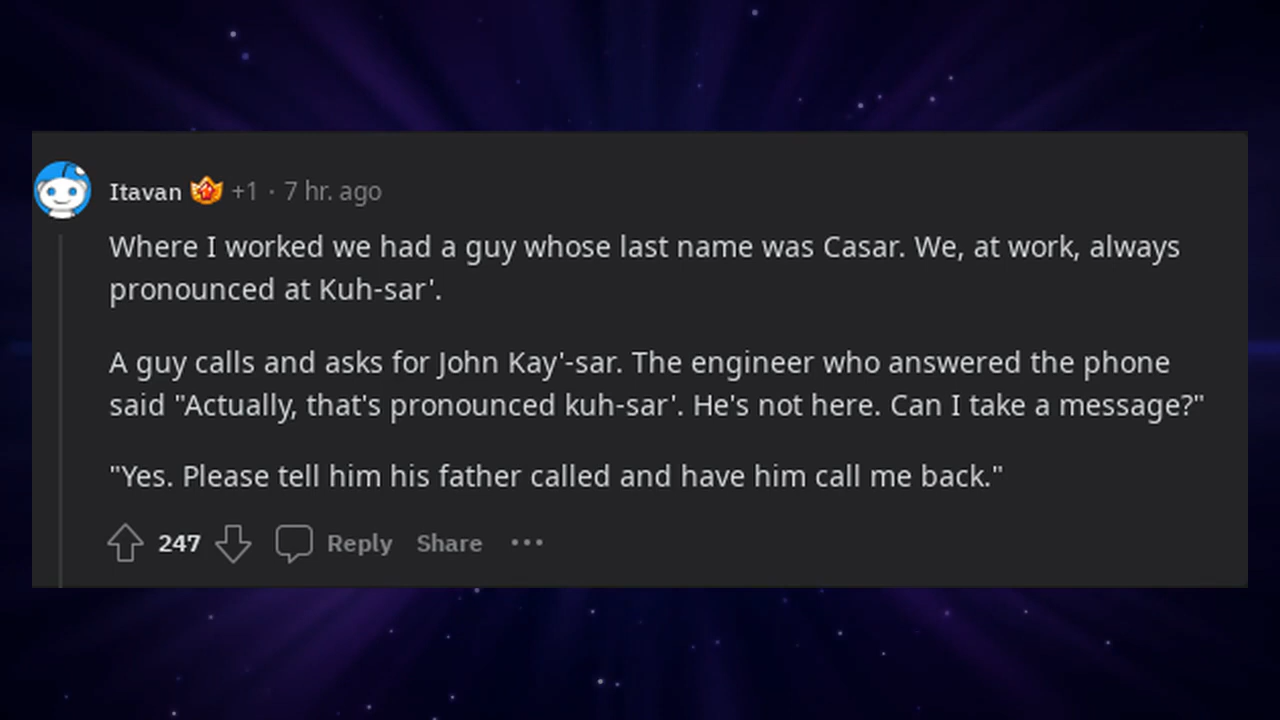 Itavan +1 · 7 hr. ago
Where I worked we had a guy whose last name was Casar. We, at work, always
pronounced at Kuh-sar'.
A guy calls and asks for John Kay'-sar. The engineer who answered the phone
said "Actually, that's pronounced kuh-sar'. He's not here. Can I take a message?"
"Yes. Please tell him his father called and have him call me back."
247 Reply Share ···